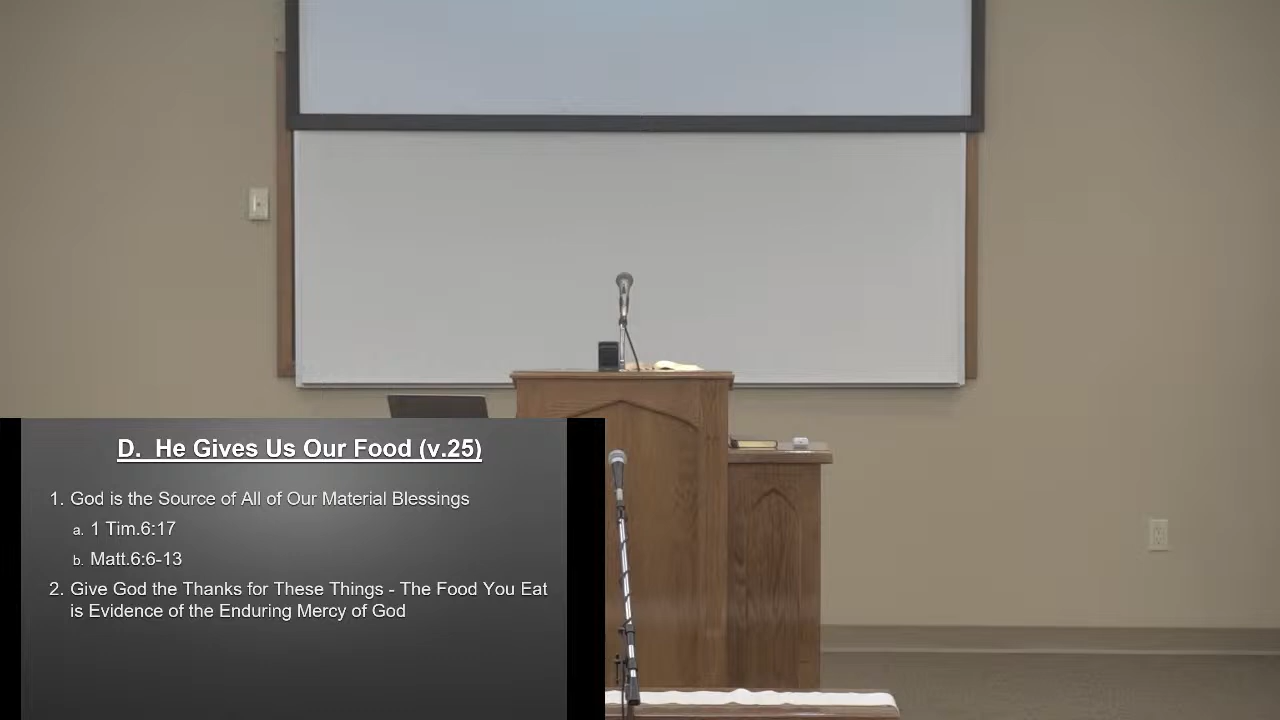 D.  He Gives Us Our Food (v.25)
1. God is the Source of All of Our Material Blessings
a. 1 Tim.6:17
b. Matt.6:6-13
2. Give God the Thanks for These Things - The Food You Eat
is Evidence of the Enduring Mercy of God